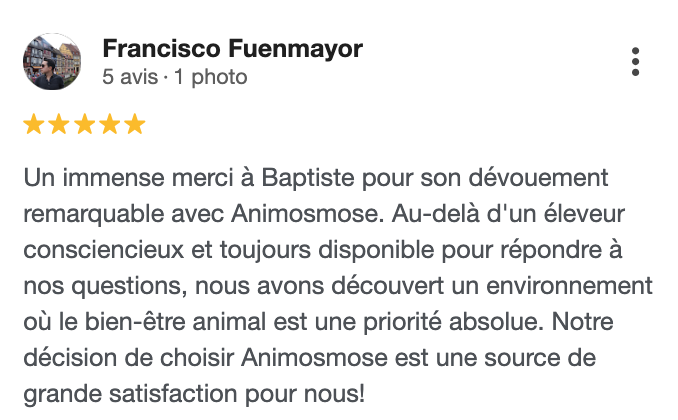 Francisco Fuenmayor
5 avis · 1 photo
Un immense merci à Baptiste pour son dévouement
remarquable avec Animosmose. Au-delà d'un éleveur
consciencieux et toujours disponible pour répondre à
nos questions, nous avons découvert un environnement
où le bien-être animal est une priorité absolue. Notre
décision de choisir Animosmose est une source de
grande satisfaction pour nous!